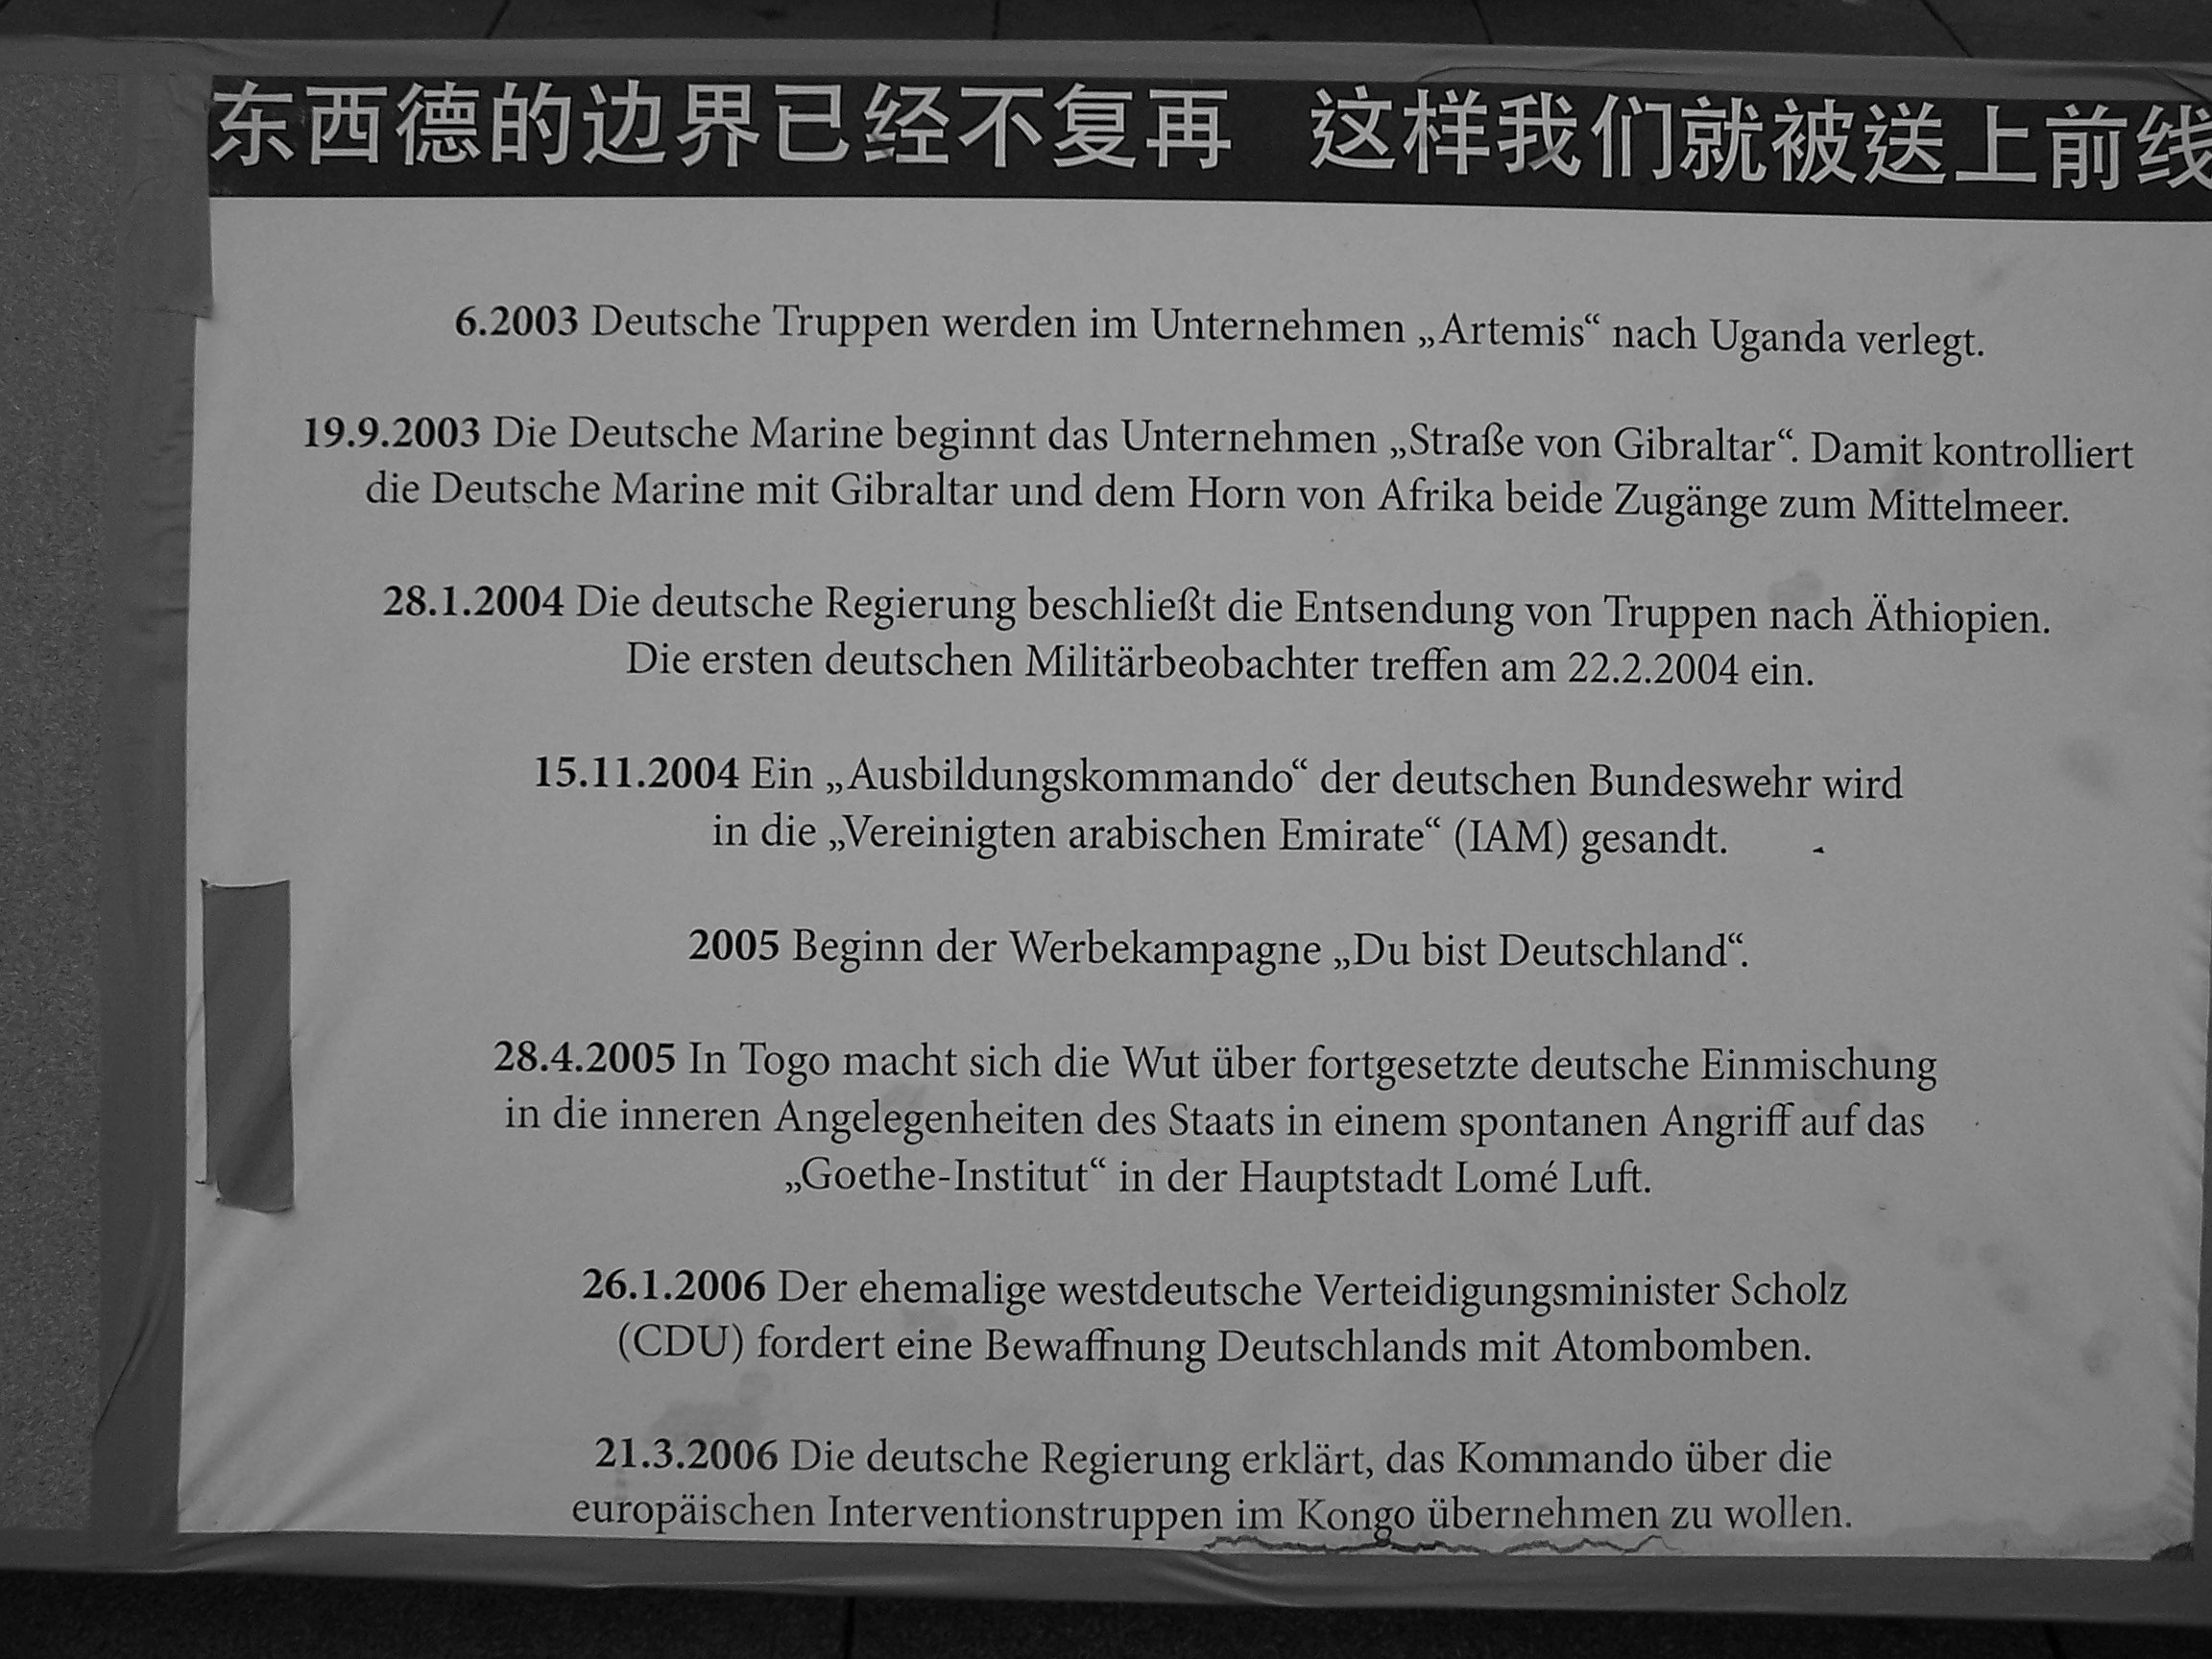 东西德的边界已经不复再 这样我们就被送上前线
6.2003 Deutsche Truppen werden im Unternehmen „Artemis“ nach Uganda verlegt.
19.9.2003 Die Deutsche Marine beginnt das Unternehmen „Straße von Gibraltar“. Damit kontrolliert
die Deutsche Marine mit Gibraltar und dem Horn von Afrika beide Zugänge zum Mittelmeer.
28.1.2004 Die deutsche Regierung beschließt die Entsendung von Truppen nach Äthiopien.
Die ersten deutschen Militärbeobachter treffen am 22.2.2004 ein.
15.11.2004 Ein „Ausbildungskommando“ der deutschen Bundeswehr wird
in die „Vereinigten arabischen Emirate“ (IAM) gesandt.
2005 Beginn der Werbekampagne „Du bist Deutschland“.
28.4.2005 In Togo macht sich die Wut über fortgesetzte deutsche Einmischung
in die inneren Angelegenheiten des Staats in einem spontanen Angriff auf das
„Goethe-Institut“ in der Hauptstadt Lomé Luft.
26.1.2006 Der ehemalige westdeutsche Verteidigungsminister Scholz
(CDU) fordert eine Bewaffnung Deutschlands mit Atombomben.
21.3.2006 Die deutsche Regierung erklärt, das Kommando über die
europäischen Interventionstruppen im Kongo übernehmen zu wollen.